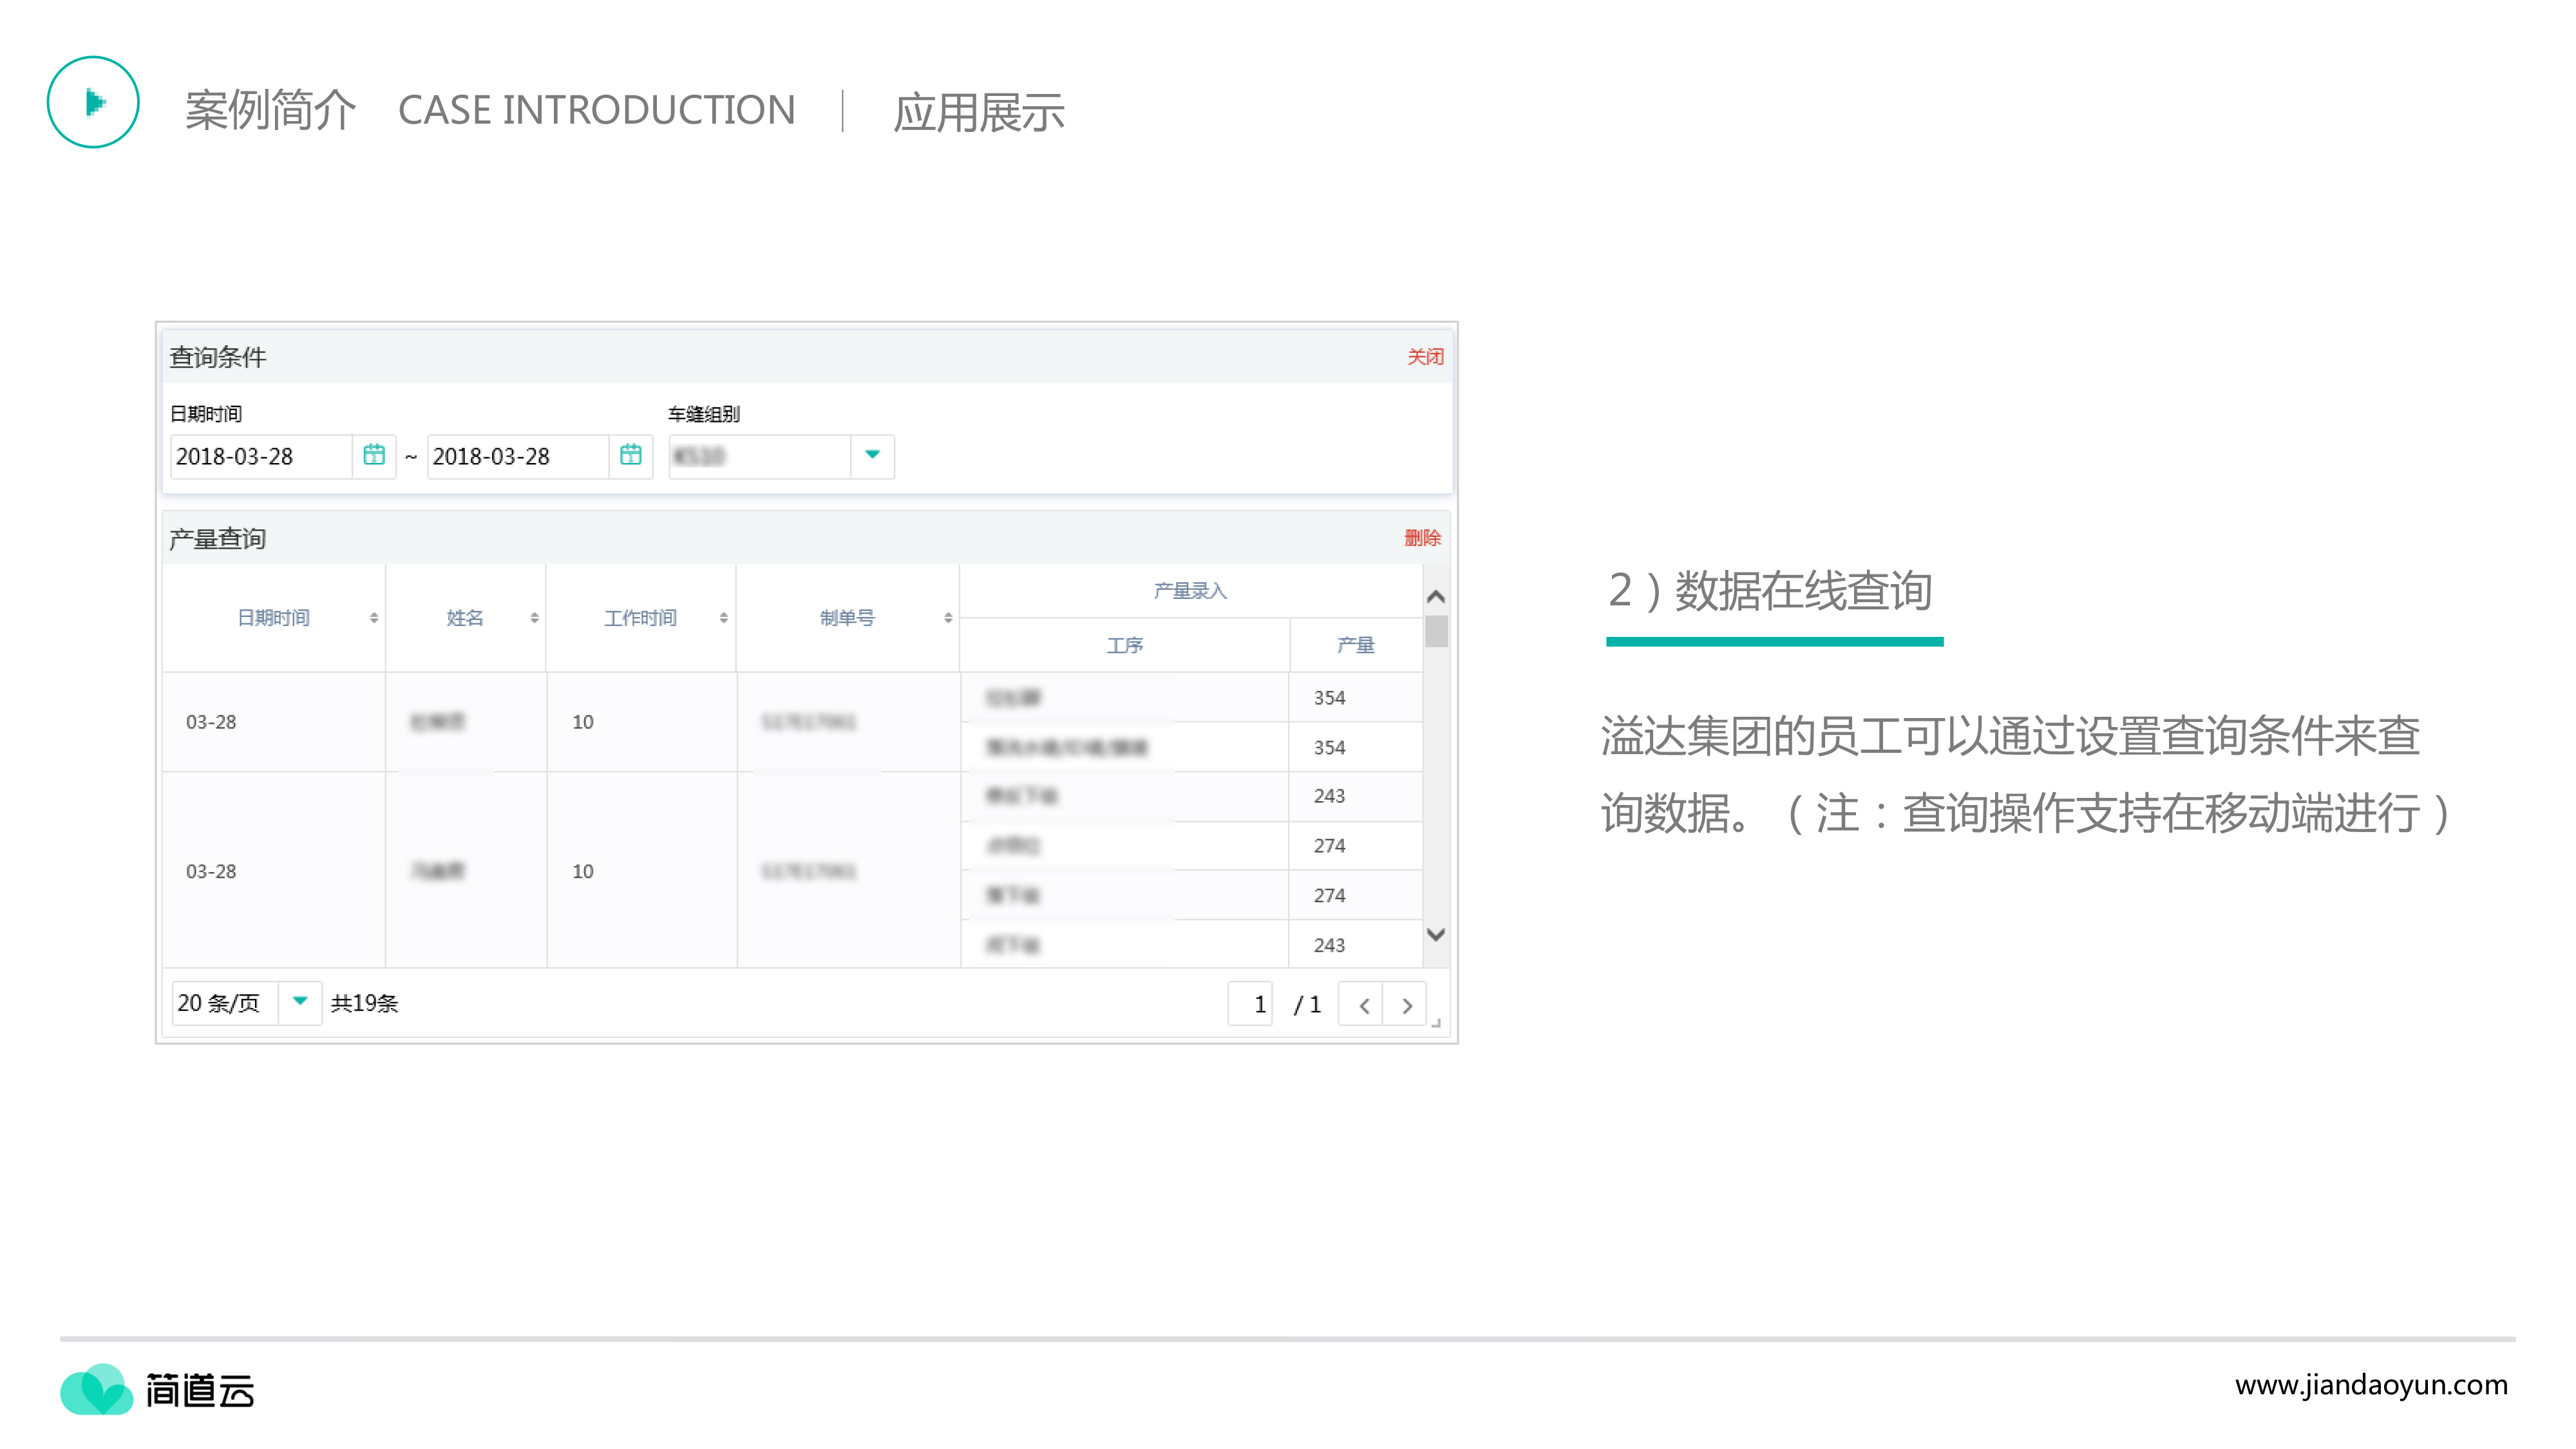 案例简介 CASE INTRODUCTION | 应用展示
查询条件 关闭
日期时间 车缝组别
2018-03-28 ~ 2018-03-28
产量查询 删除
日期时间 姓名 工作时间 制单号 产量录入
工序 产量
03-28 10 354
354
03-28 10 243
274
274
243
20 条/页 共19条 1 / 1
2）数据在线查询
溢达集团的员工可以通过设置查询条件来查
询数据。（注：查询操作支持在移动端进行）
简道云
www.jiandaoyun.com